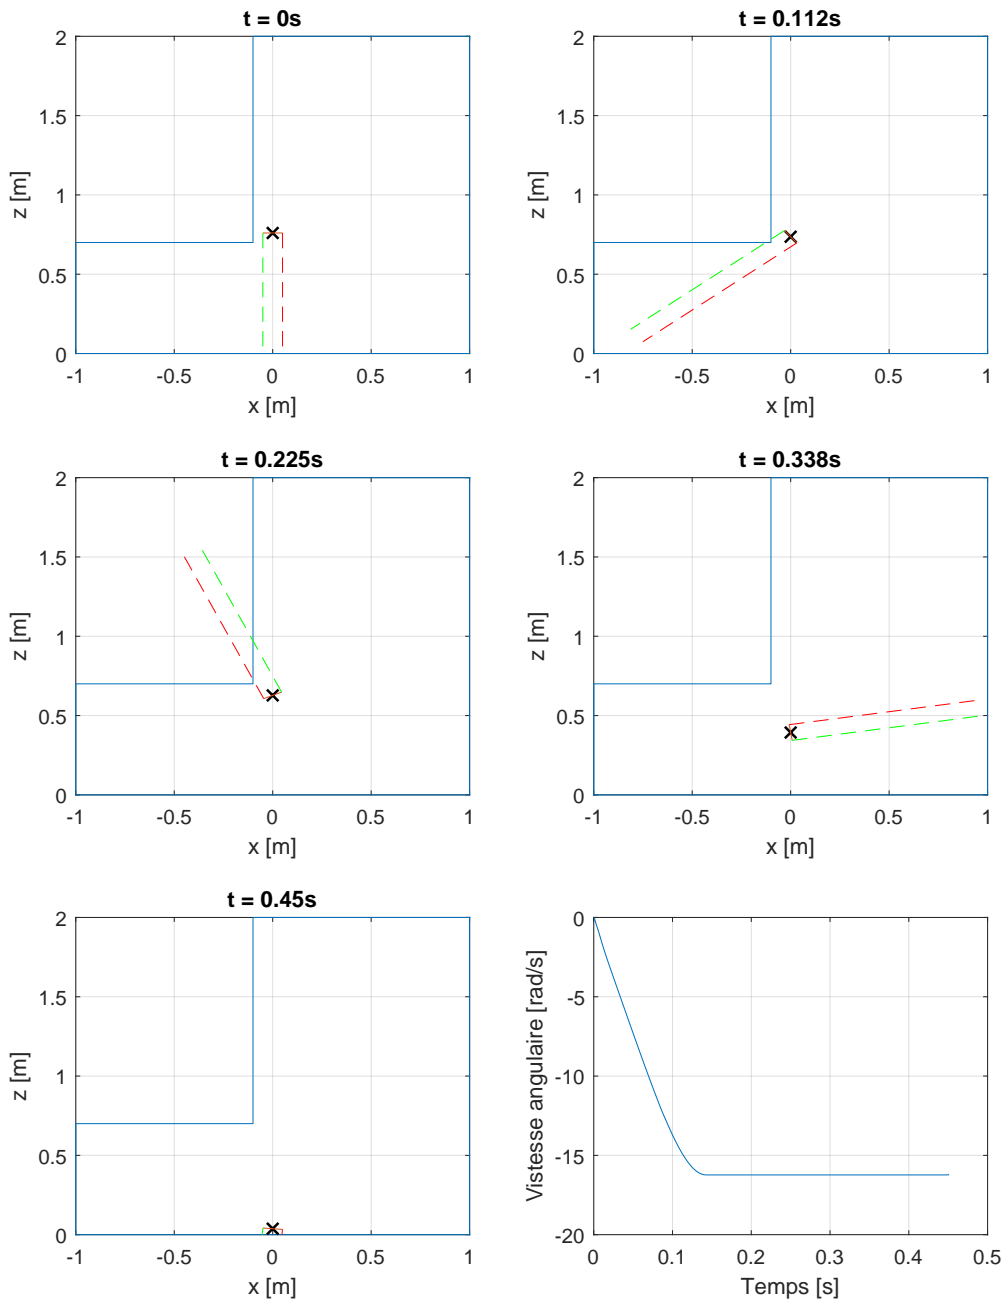 t = 0s
2
1.5
1
0.5
0
z [m]
-1 -0.5 0 0.5 1
x [m]
t = 0.112s
2
1.5
1
0.5
0
z [m]
-1 -0.5 0 0.5 1
x [m]
t = 0.225s
2
1.5
1
0.5
0
z [m]
-1 -0.5 0 0.5 1
x [m]
t = 0.338s
2
1.5
1
0.5
0
z [m]
-1 -0.5 0 0.5 1
x [m]
t = 0.45s
2
1.5
1
0.5
0
z [m]
-1 -0.5 0 0.5 1
x [m]
0
-5
-10
-15
-20
Vistesse angulaire [rad/s]
0 0.1 0.2 0.3 0.4 0.5
Temps [s]